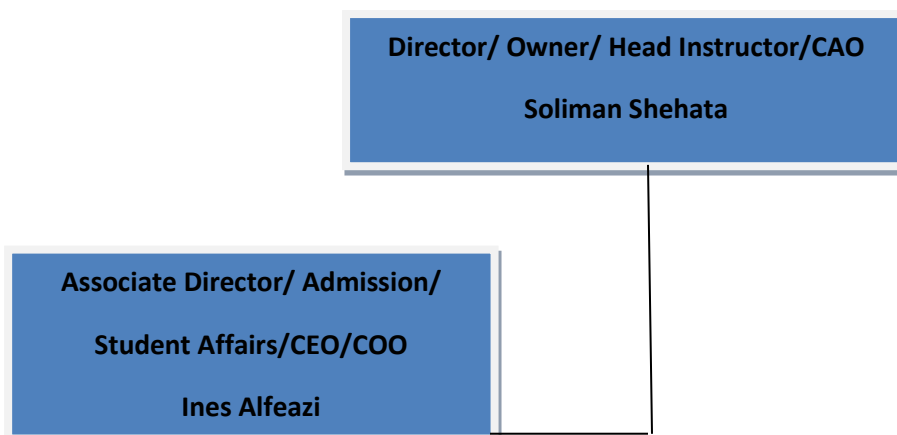 Director/ Owner/ Head Instructor/CAO
Soliman Shehata
Associate Director/ Admission/
Student Affairs/CEO/COO
Ines Alfeazi